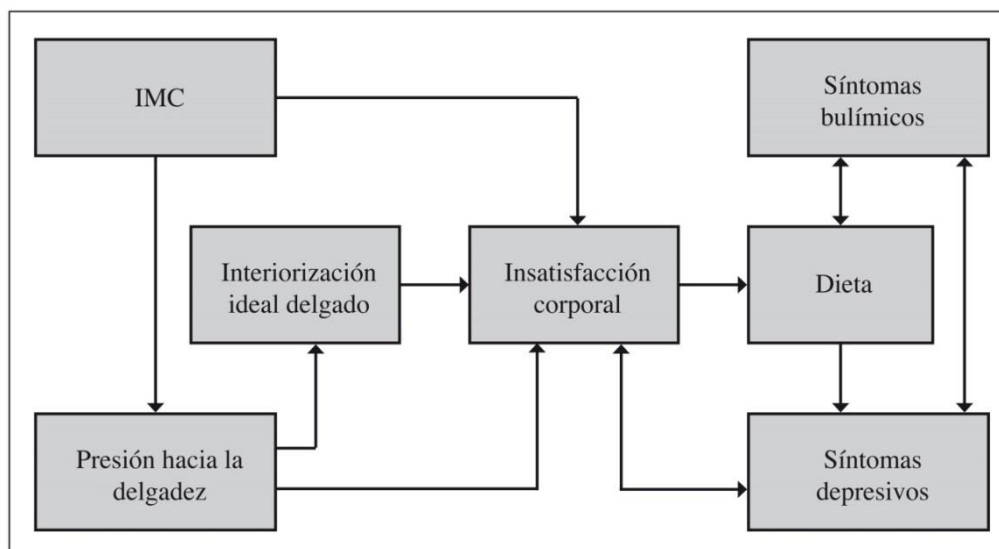 IMC
Síntomas
bulímicos
Interiorización
ideal delgado
Insatisfacción
corporal
Dieta
Presión hacia la
delgadez
Síntomas
depresivos